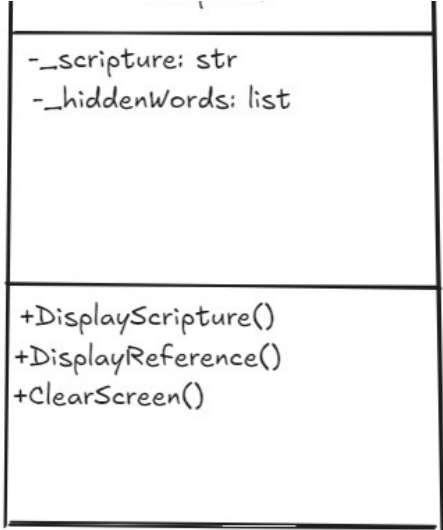 -_scripture: str
-_hiddenWords: list
+DisplayScripture()
+DisplayReference()
+ClearScreen()